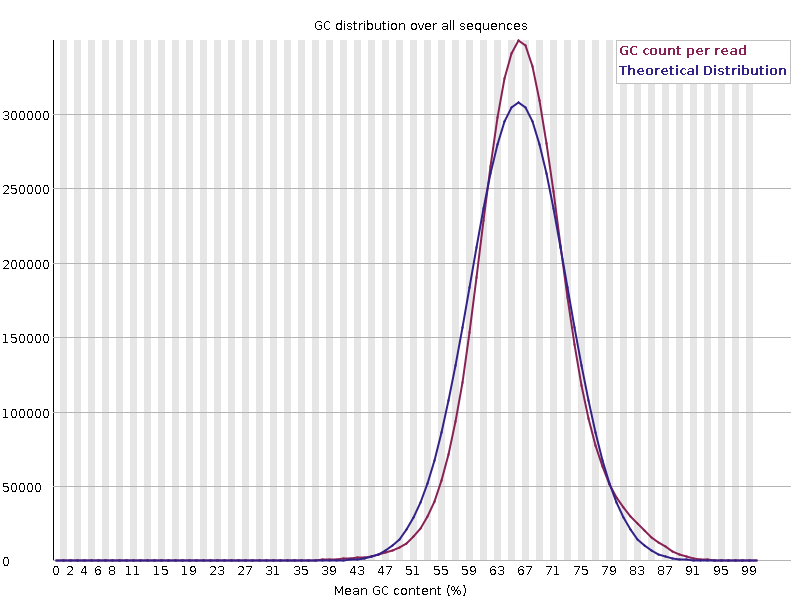 GC distribution over all sequences
GC count per read
Theoretical Distribution
300000
250000
200000
150000
100000
50000
0
0 2 4 6 8 11 15 19 23 27 31 35 39 43 47 51 55 59 63 67 71 75 79 83 87 91 95 99
Mean GC content (%)